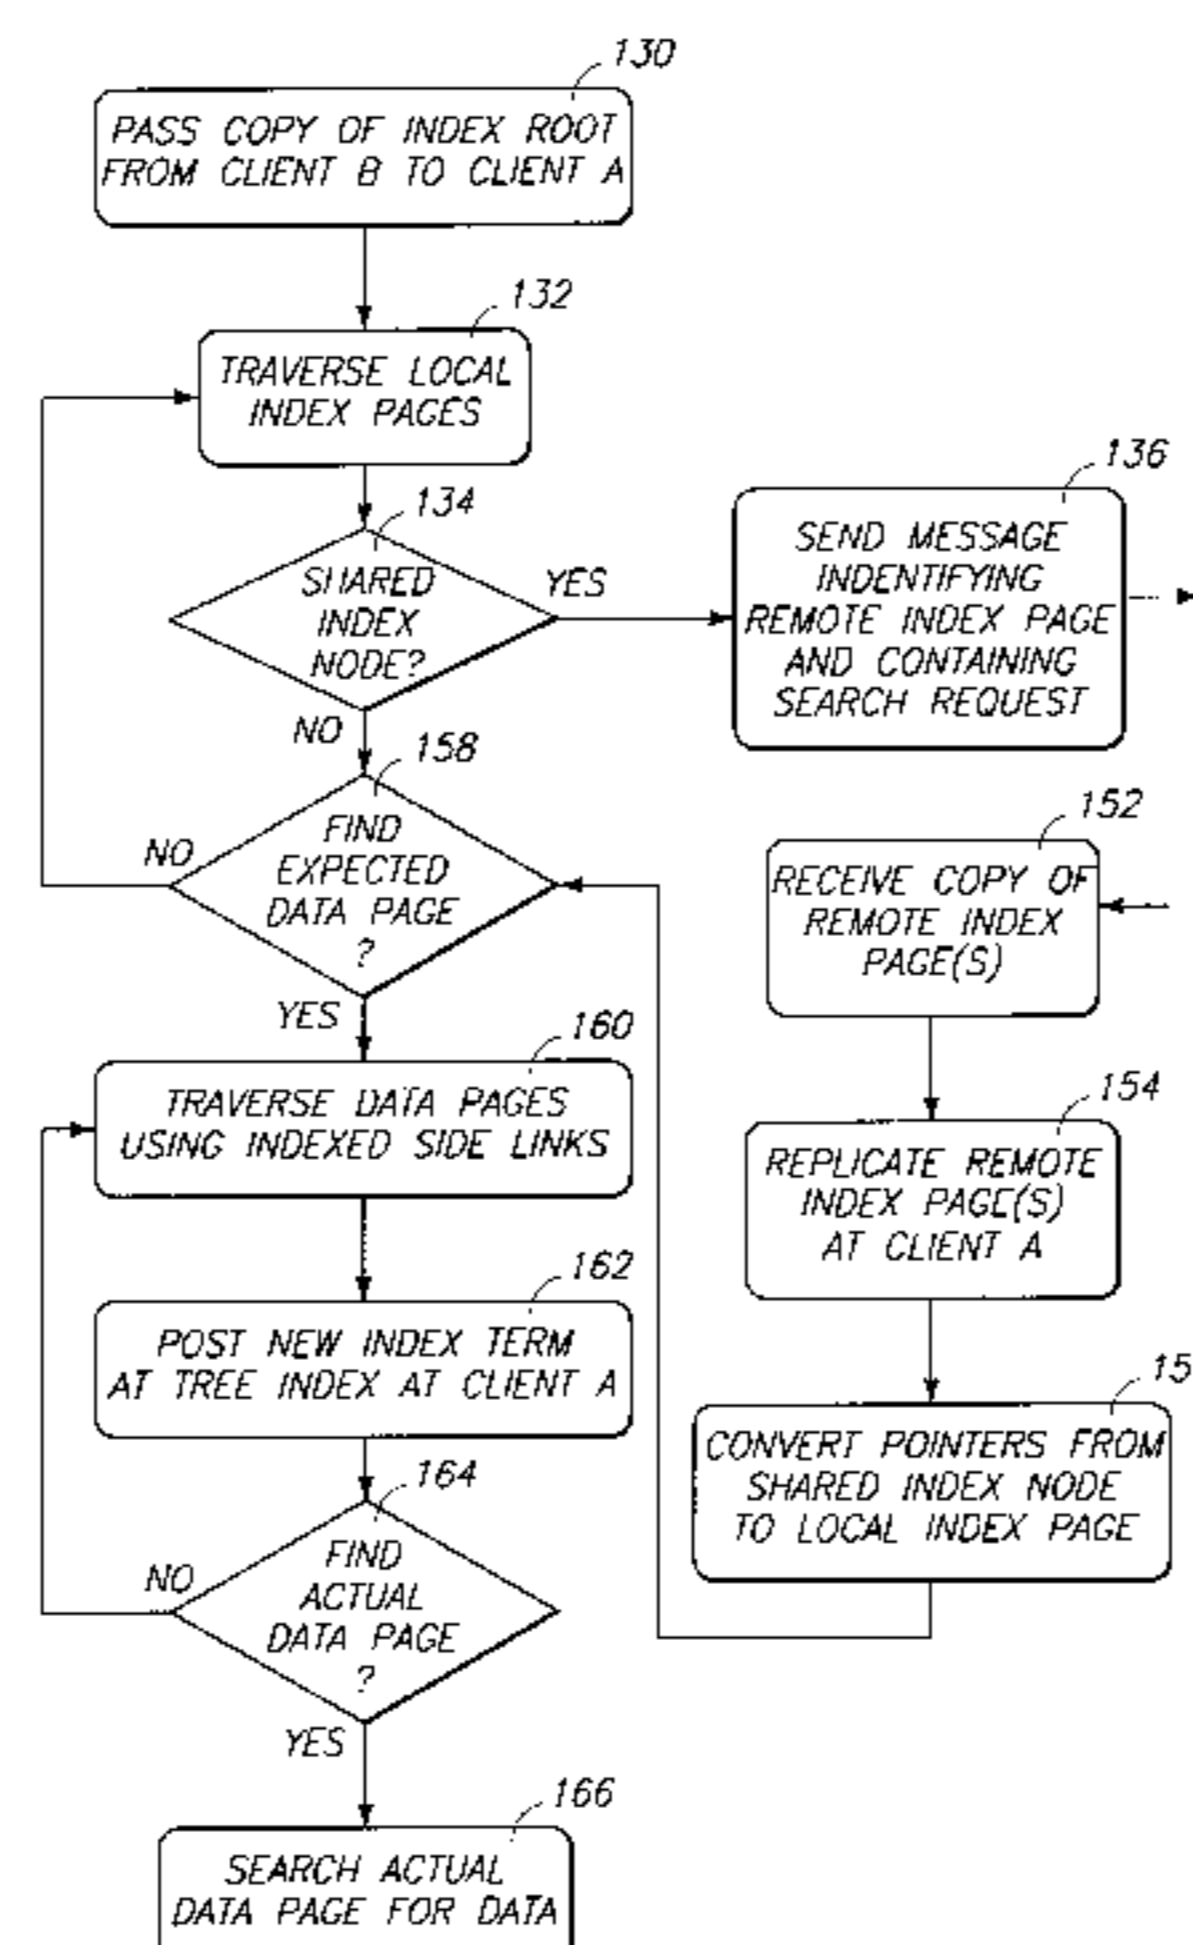 130
PASS COPY OF INDEX ROOT
FROM CLIENT B TO CLIENT A
132
TRAVERSE LOCAL
INDEX PAGES
134
SHARED
INDEX
NODE?
YES
NO
136
SEND MESSAGE
INDENTIFYING
REMOTE INDEX PAGE
AND CONTAINING
SEARCH REQUEST
158
FIND
EXPECTED
DATA PAGE
?
NO
YES
152
RECEIVE COPY OF
REMOTE INDEX
PAGE(S)
154
REPLICATE REMOTE
INDEX PAGE(S)
AT CLIENT A
15
CONVERT POINTERS FROM
SHARED INDEX NODE
TO LOCAL INDEX PAGE
160
TRAVERSE DATA PAGES
USING INDEXED SIDE LINKS
162
POST NEW INDEX TERM
AT TREE INDEX AT CLIENT A
164
FIND
ACTUAL
DATA PAGE
?
NO
YES
166
SEARCH ACTUAL
DATA PAGE FOR DATA